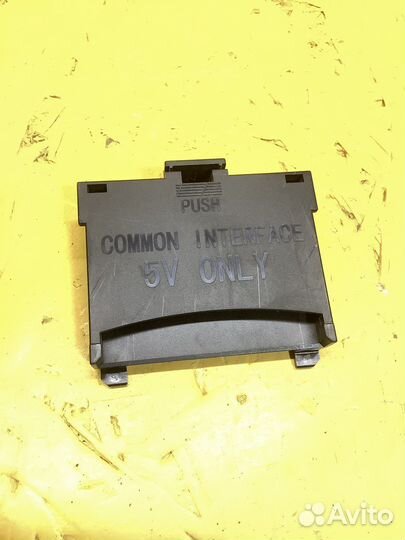 PUSH
COMMON INTERFACE
5V ONLY
Avito